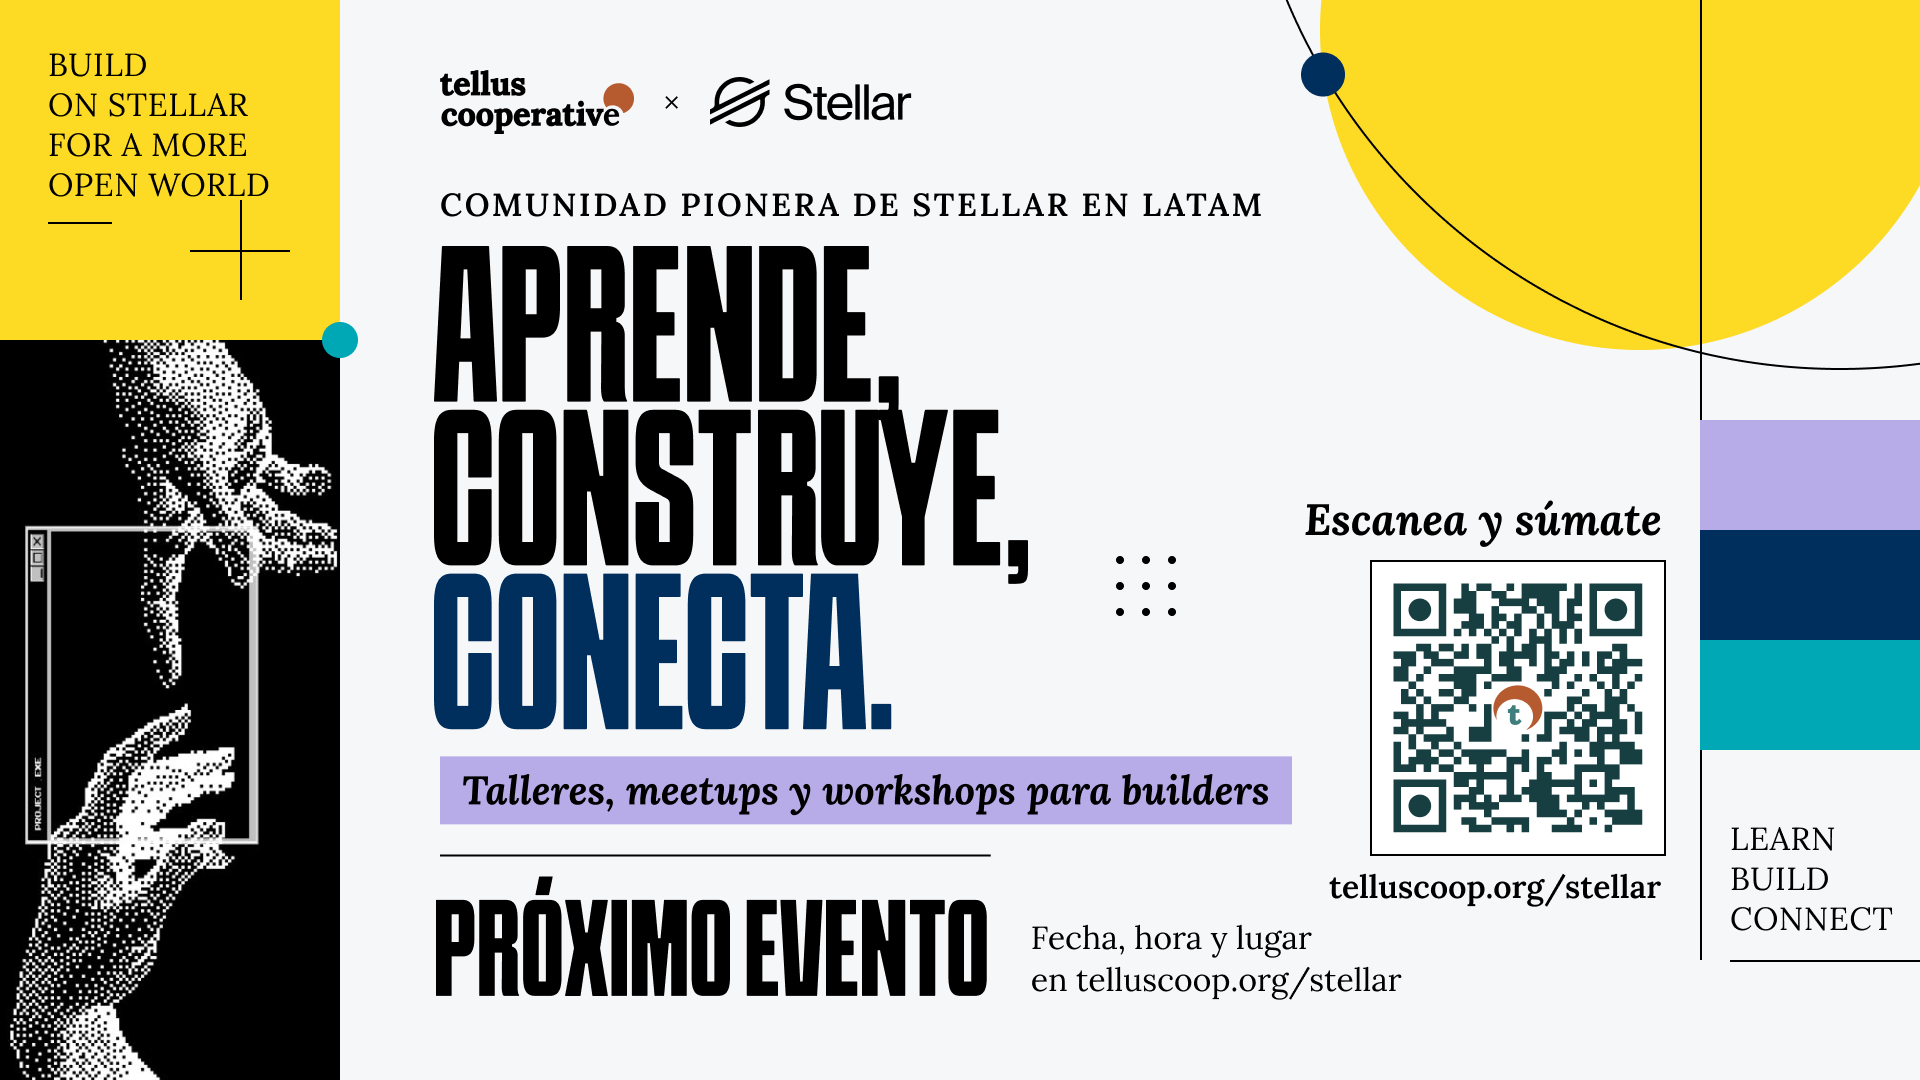 BUILD
ON STELLAR
FOR A MORE
OPEN WORLD
tellus
cooperative
×
Stellar
COMUNIDAD PIONERA DE STELLAR EN LATAM
APRENDE,
CONSTRUYE,
CONECTA.
Talleres, meetups y workshops para builders
PRÓXIMO EVENTO
Fecha, hora y lugar
en telluscoop.org/stellar
Escanea y súmate
t
telluscoop.org/stellar
LEARN
BUILD
CONNECT
PROJECT EXE